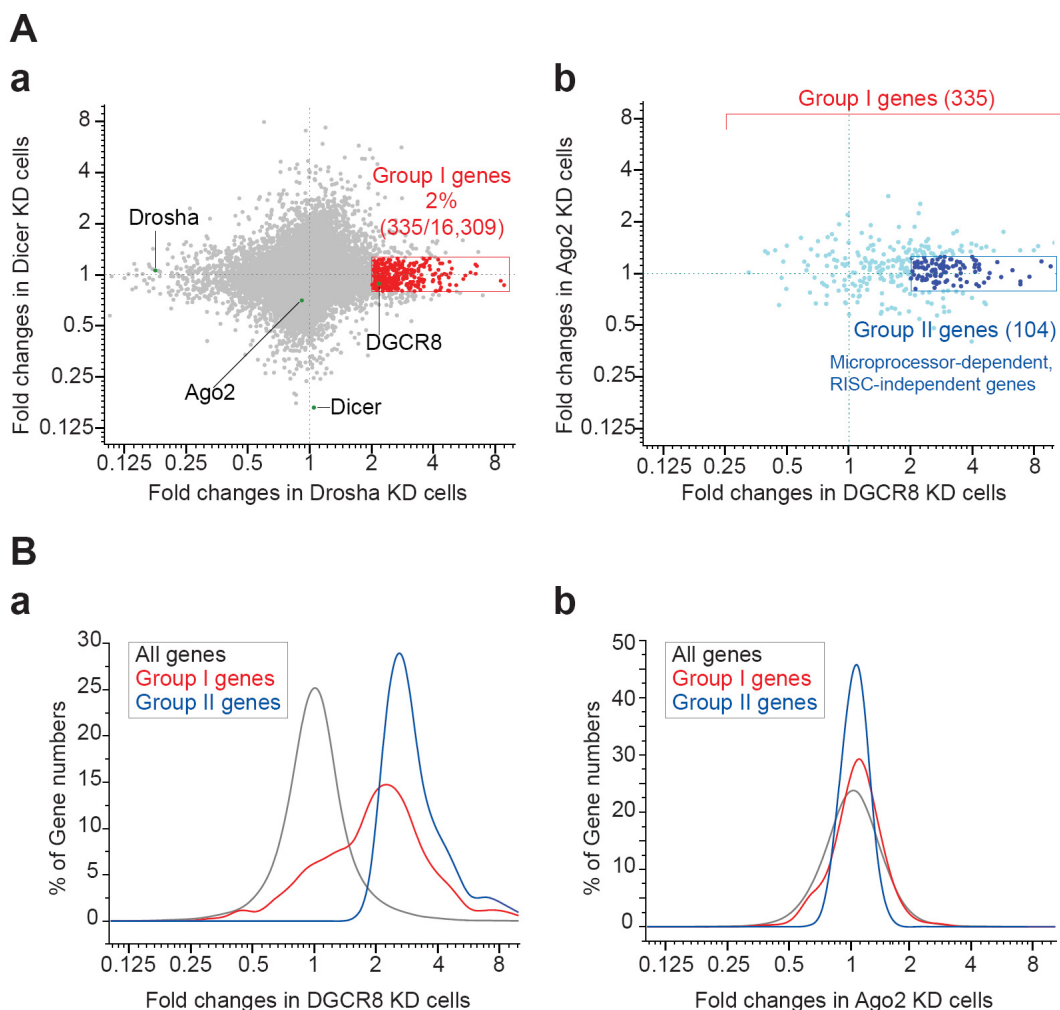 A
a
Fold changes in Dicer KD cells
8
4
2
1
0.5
0.25
0.125
Drosha
Group I genes
2%
(335/16,309)
DGCR8
Ago2
Dicer
0.125
0.25
0.5
1
2
4
8
Fold changes in Drosha KD cells
b
Fold changes in Ago2 KD cells
8
4
2
1
0.5
0.25
0.125
Group I genes (335)
Group II genes (104)
Microprocessor-dependent,
RISC-independent genes
0.125
0.25
0.5
1
2
4
8
Fold changes in DGCR8 KD cells
B
a
% of Gene numbers
30
25
20
15
10
5
0
All genes
Group I genes
Group II genes
0.125
0.25
0.5
1
2
4
8
Fold changes in DGCR8 KD cells
b
% of Gene numbers
50
40
30
20
10
0
All genes
Group I genes
Group II genes
0.125
0.25
0.5
1
2
4
8
Fold changes in Ago2 KD cells